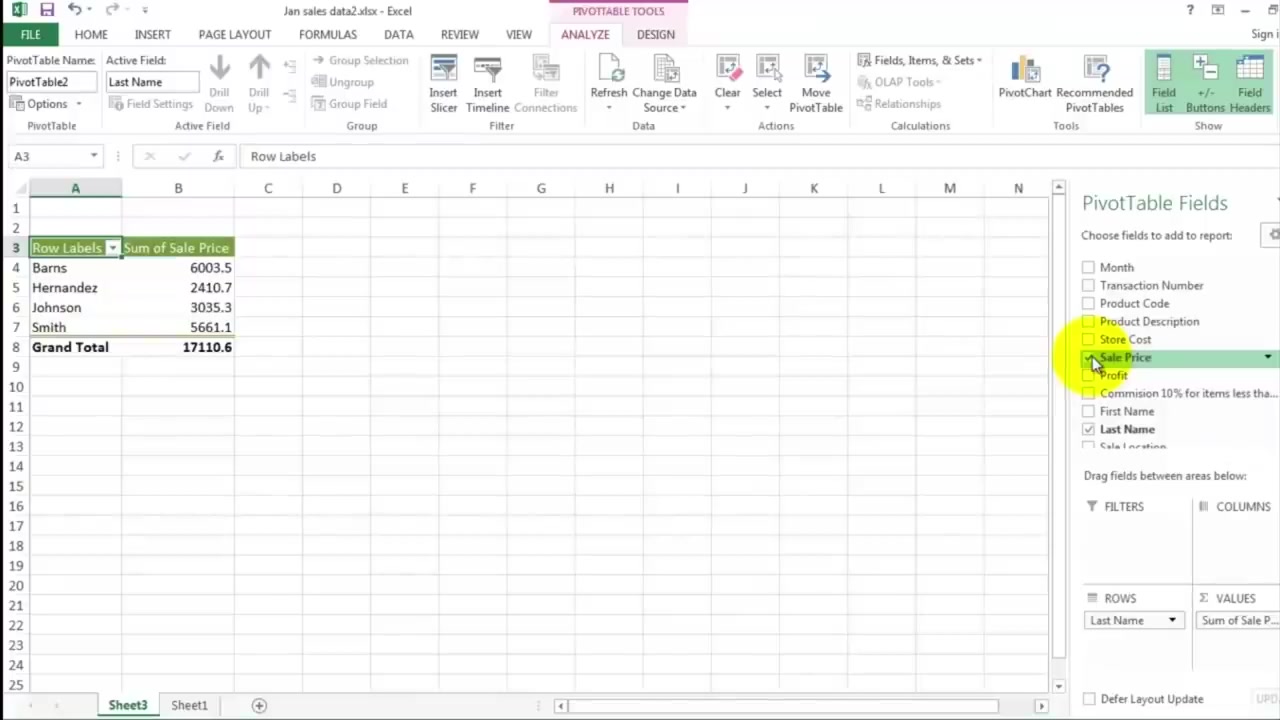 Jan sales data2.xlsx - Excel
PIVOTTABLE TOOLS
?
FILE HOME INSERT PAGE LAYOUT FORMULAS DATA REVIEW VIEW ANALYZE DESIGN
Sign i
PivotTable Name:
PivotTable2
Options
PivotTable
Active Field:
Last Name
Field Settings
Drill Down
Drill Up
Active Field
Group Selection
Ungroup
Group Field
Group
Insert Slicer
Insert Timeline
Filter Connections
Filter
Refresh
Change Data Source
Data
Clear
Select
Move PivotTable
Actions
Fields, Items, & Sets
OLAP Tools
Relationships
Calculations
PivotChart
Recommended PivotTables
Tools
Field List
+/- Buttons
Field Headers
Show
A3
fx
Row Labels
A B C D E F G H I J K L M N
1
2
3 Row Labels Sum of Sale Price
4 Barns 6003.5
5 Hernandez 2410.7
6 Johnson 3035.3
7 Smith 5661.1
8 Grand Total 17110.6
9
10
11
12
13
14
15
16
17
18
19
20
21
22
23
24
25
PivotTable Fields
Choose fields to add to report:
Month
Transaction Number
Product Code
Product Description
Store Cost
Sale Price
Profit
Commision 10% for items less tha...
First Name
Last Name
Sale Location
Drag fields between areas below:
FILTERS
COLUMNS
ROWS
Σ VALUES
Last Name
Sum of Sale P...
Defer Layout Update
UPD
Sheet3 Sheet1